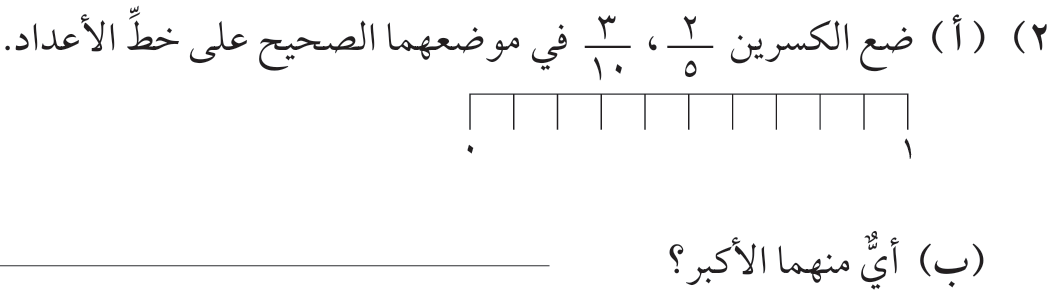 ٢) (أ) ضع الكسرين ٢/٥ ، ٣/١٠ في موضعهما الصحيح على خطِّ الأعداد.
٠ ١
(ب) أيٌّ منهما الأكبر؟